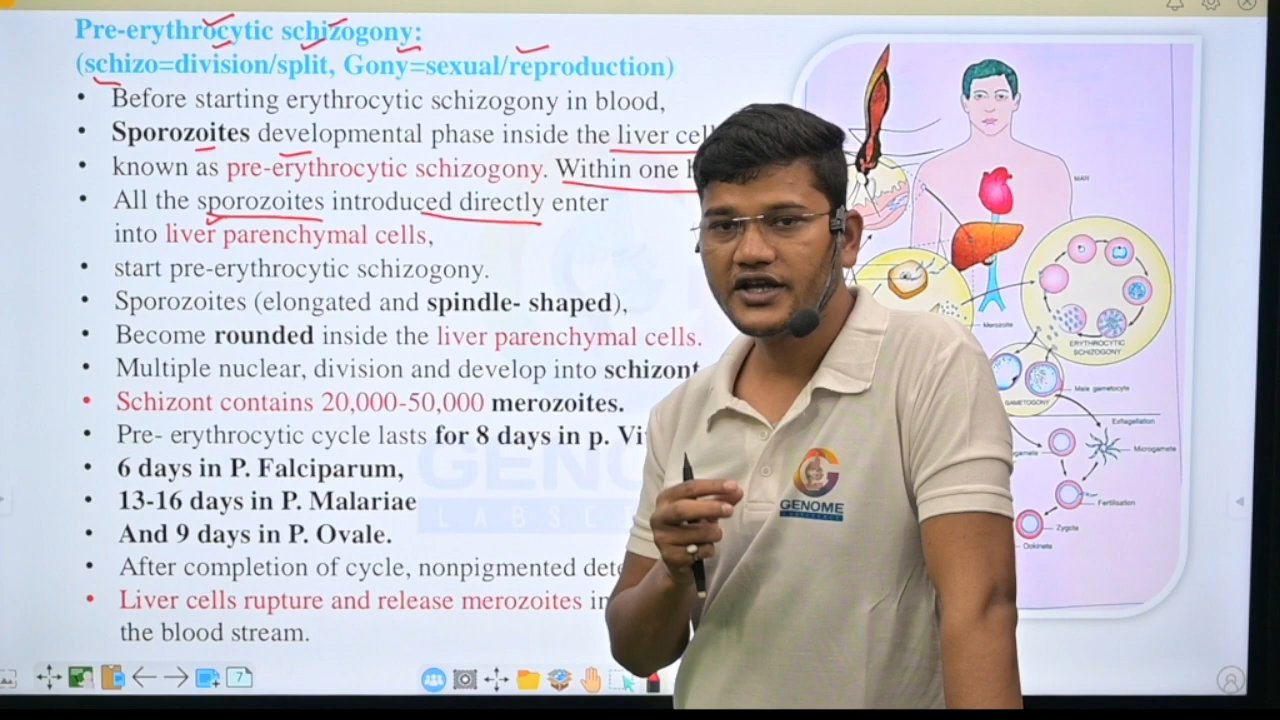 Pre-erythrocytic schizogony:
(schizo=division/split, Gony=sexual/reproduction)
• Before starting erythrocytic schizogony in blood,
• Sporozoites developmental phase inside the liver
• known as pre-erythrocytic schizogony. Within one
• All the sporozoites introduced directly enter
into liver parenchymal cells,
• start pre-erythrocytic schizogony.
• Sporozoites (elongated and spindle- shaped),
• Become rounded inside the liver parenchymal cells.
• Multiple nuclear, division and develop into schizont
• Schizont contains 20,000-50,000 merozoites.
• Pre- erythrocytic cycle lasts for 8 days in p.
• 6 days in P. Falciparum,
• 13-16 days in P. Malariae
• And 9 days in P. Ovale.
• After completion of cycle, nonpigmented
• Liver cells rupture and release merozoites
the blood stream.
MAN
Merozoite
ERYTHROCYTIC
SCHIZOGONY
Male gametocyte
GAMETOGONY
Exflagellation
Microgamete
Fertilisation
Zygote
Ookinete
GENOME
7